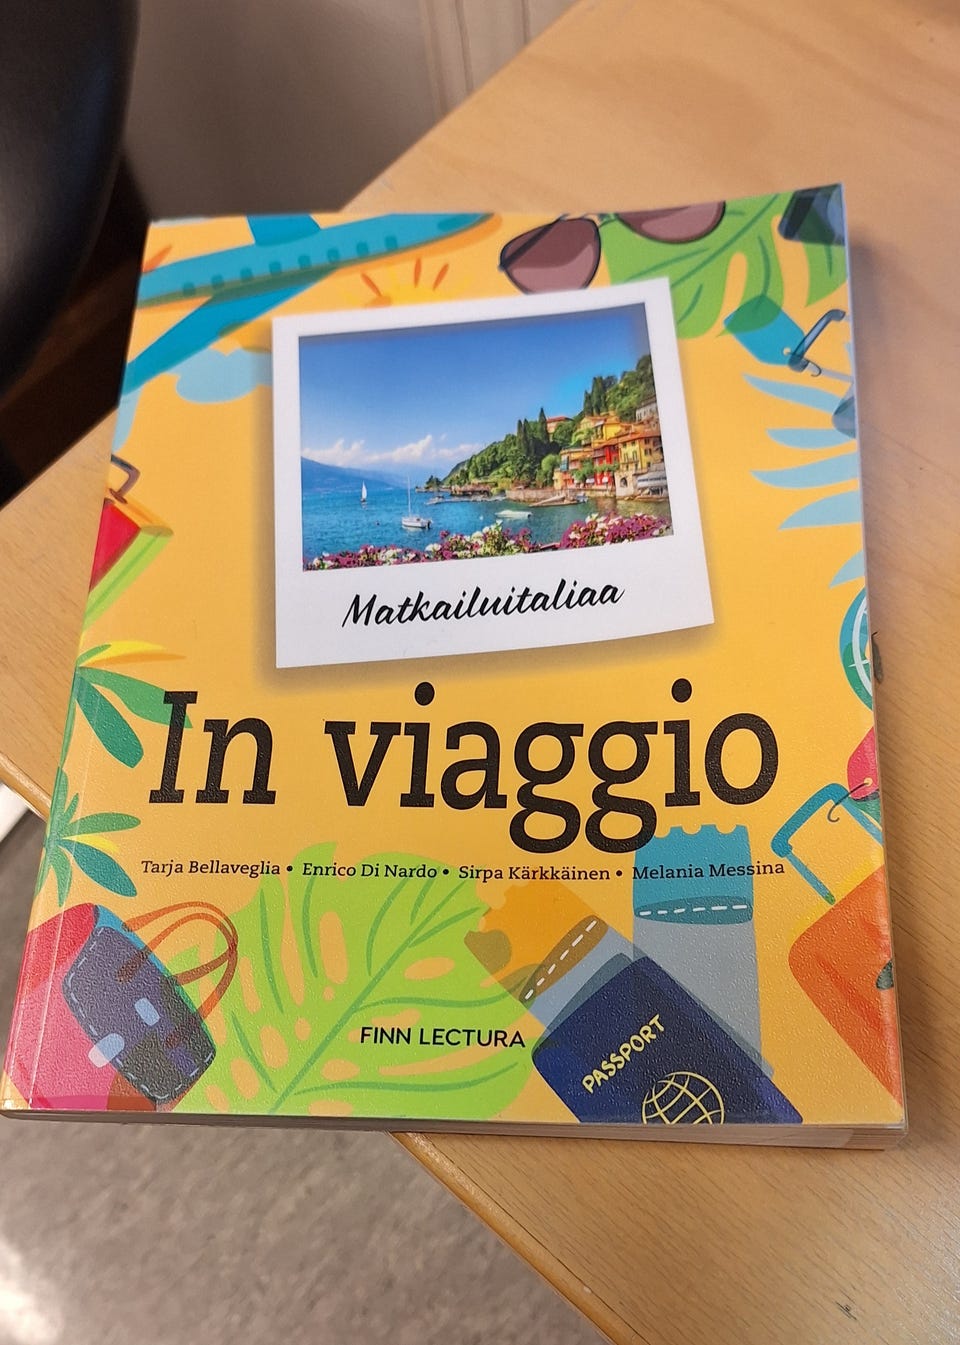 Matkailuitaliaa
In viaggio
Tarja Bellaveglia • Enrico Di Nardo • Sirpa Kärkkäinen • Melania Messina
FINN LECTURA
PASSPORT